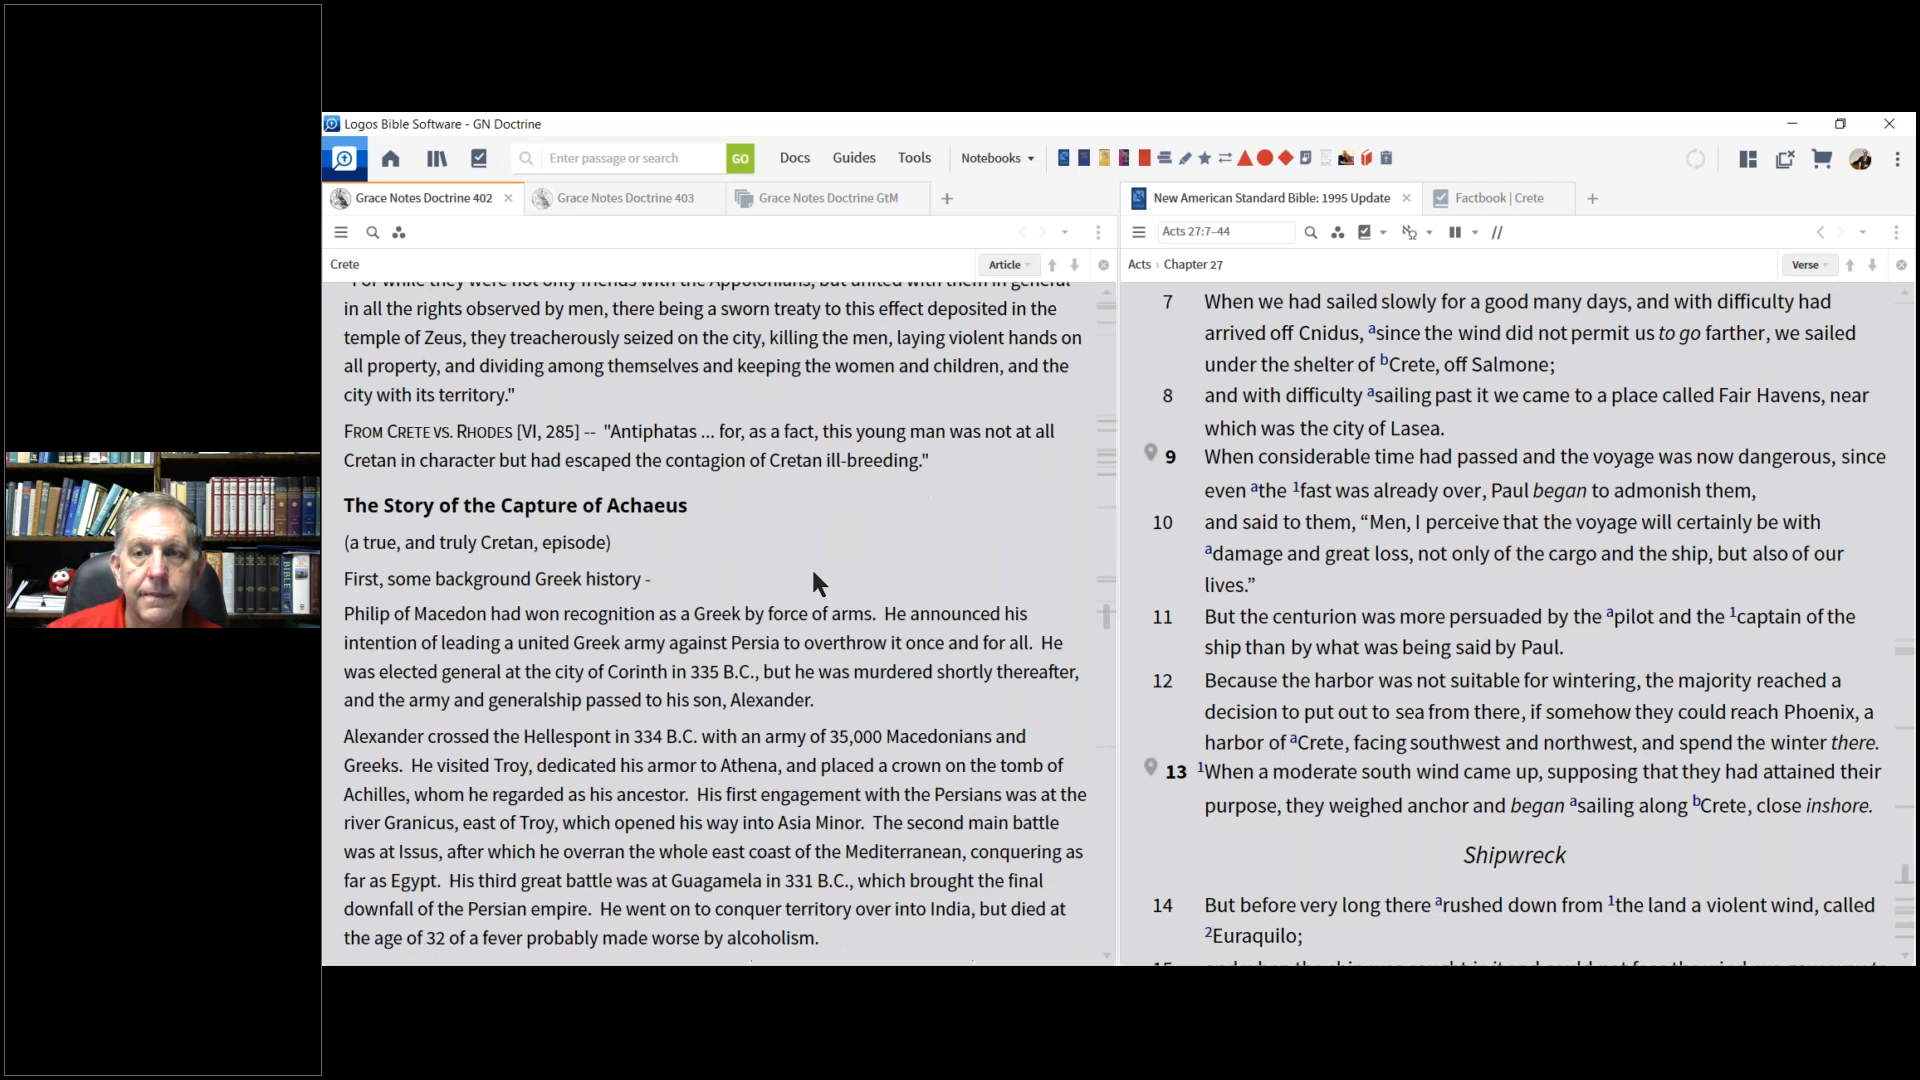 Logos Bible Software - GN Doctrine
Enter passage or search
GO
Docs
Guides
Tools
Notebooks
Grace Notes Doctrine 402
Grace Notes Doctrine 403
Grace Notes Doctrine GtM
Crete
Article
"For while they were not only friends with the Appolonians, but united with them in general
in all the rights observed by men, there being a sworn treaty to this effect deposited in the
temple of Zeus, they treacherously seized on the city, killing the men, laying violent hands on
all property, and dividing among themselves and keeping the women and children, and the
city with its territory."
FROM CRETE VS. RHODES [VI, 285] -- "Antiphatas ... for, as a fact, this young man was not at all
Cretan in character but had escaped the contagion of Cretan ill-breeding."
The Story of the Capture of Achaeus
(a true, and truly Cretan, episode)
First, some background Greek history -
Philip of Macedon had won recognition as a Greek by force of arms. He announced his
intention of leading a united Greek army against Persia to overthrow it once and for all. He
was elected general at the city of Corinth in 335 B.C., but he was murdered shortly thereafter,
and the army and generalship passed to his son, Alexander.
Alexander crossed the Hellespont in 334 B.C. with an army of 35,000 Macedonians and
Greeks. He visited Troy, dedicated his armor to Athena, and placed a crown on the tomb of
Achilles, whom he regarded as his ancestor. His first engagement with the Persians was at the
river Granicus, east of Troy, which opened his way into Asia Minor. The second main battle
was at Issus, after which he overran the whole east coast of the Mediterranean, conquering as
far as Egypt. His third great battle was at Guagamela in 331 B.C., which brought the final
downfall of the Persian empire. He went on to conquer territory over into India, but died at
the age of 32 of a fever probably made worse by alcoholism.
New American Standard Bible: 1995 Update
Factbook | Crete
Acts 27:7–44
Acts › Chapter 27
Verse
7 When we had sailed slowly for a good many days, and with difficulty had
arrived off Cnidus, asince the wind did not permit us to go farther, we sailed
under the shelter of bCrete, off Salmone;
8 and with difficulty asailing past it we came to a place called Fair Havens, near
which was the city of Lasea.
9 When considerable time had passed and the voyage was now dangerous, since
even athe 1fast was already over, Paul began to admonish them,
10 and said to them, “Men, I perceive that the voyage will certainly be with
adamage and great loss, not only of the cargo and the ship, but also of our
lives.”
11 But the centurion was more persuaded by the apilot and the 1captain of the
ship than by what was being said by Paul.
12 Because the harbor was not suitable for wintering, the majority reached a
decision to put out to sea from there, if somehow they could reach Phoenix, a
harbor of aCrete, facing southwest and northwest, and spend the winter there.
13 1When a moderate south wind came up, supposing that they had attained their
purpose, they weighed anchor and began asailing along bCrete, close inshore.
Shipwreck
14 But before very long there arushed down from 1the land a violent wind, called
2Euraquilo;
BIBLE